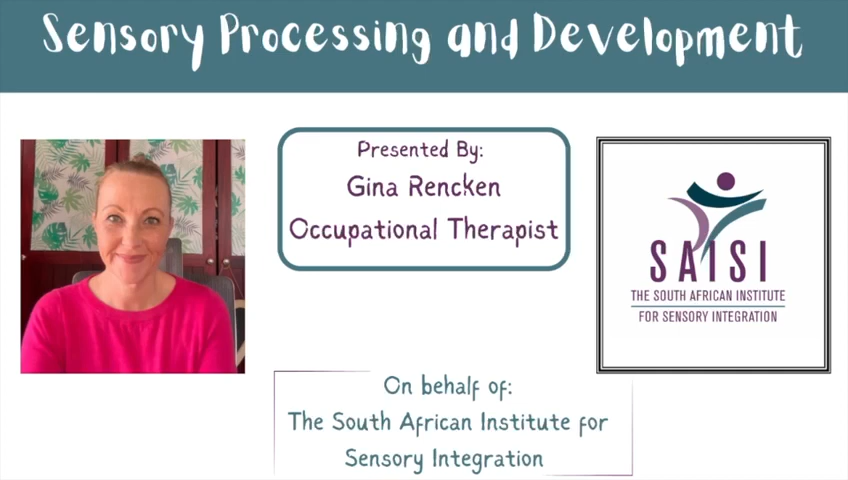 Sensory Processing and Development
Presented By:
Gina Rencken
Occupational Therapist
SAISI
THE SOUTH AFRICAN INSTITUTE
FOR SENSORY INTEGRATION
On behalf of:
The South African Institute for
Sensory Integration